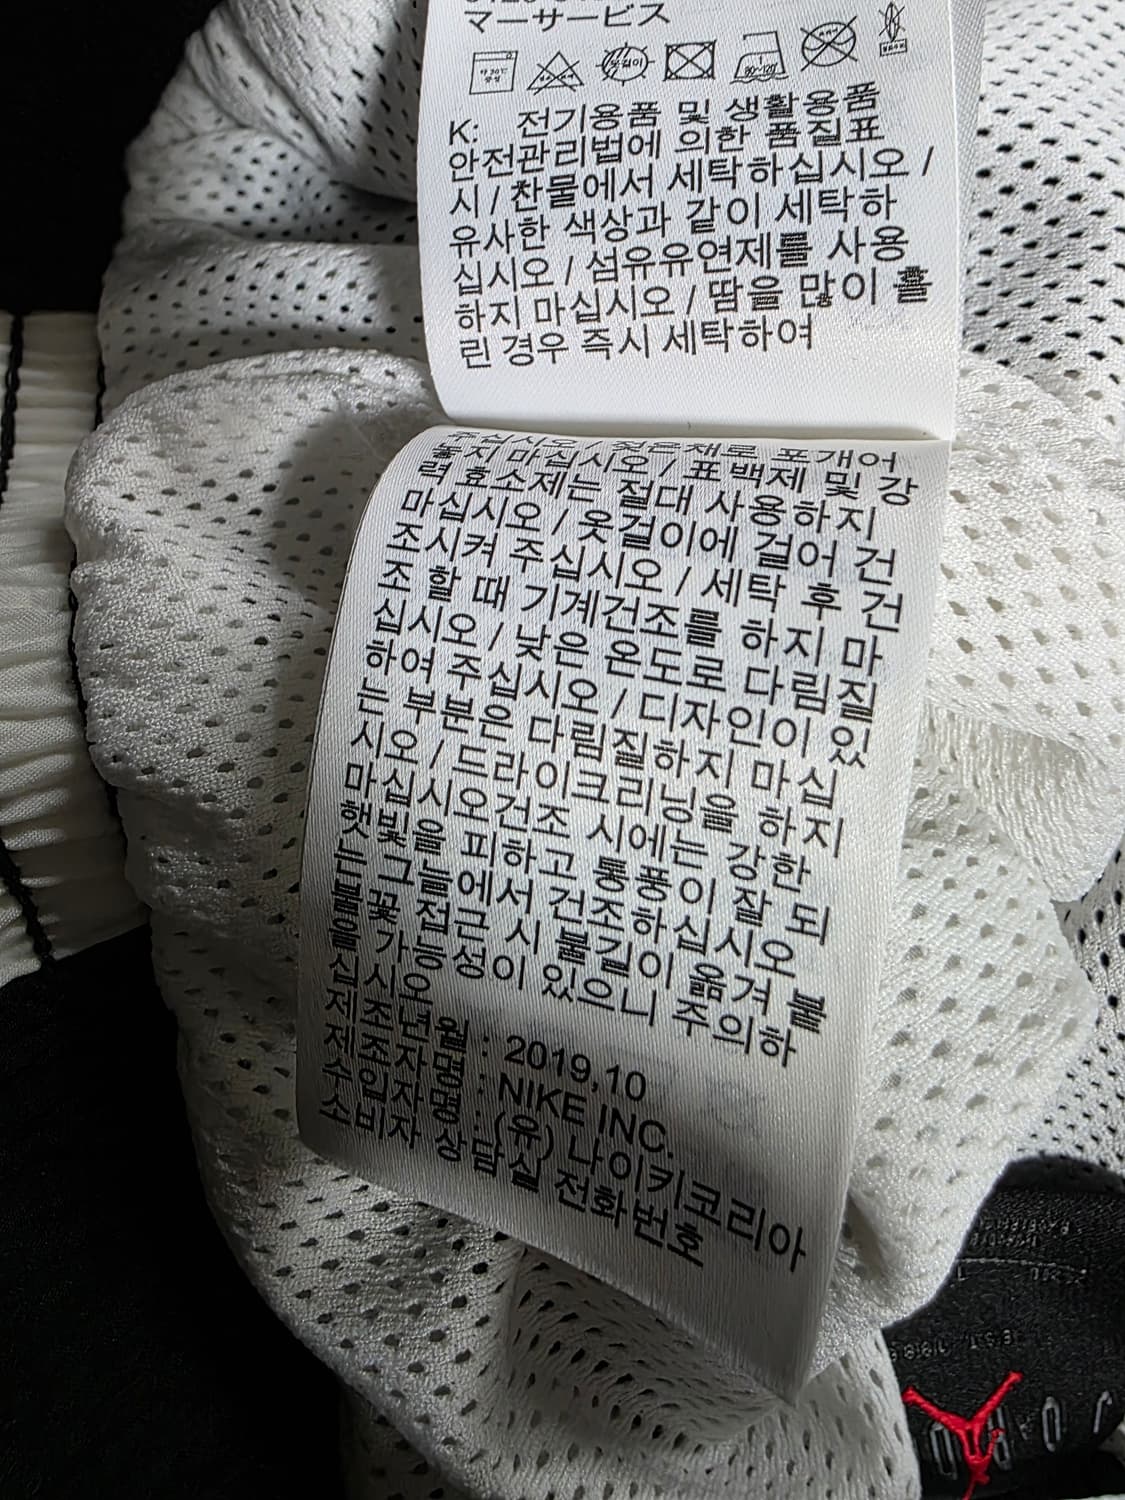 マーサービス
80~120°
K: 전기용품 및 생활용품
안전관리법에 의한 품질표
시 / 찬물에서 세탁하십시오 /
유사한 색상과 같이 세탁하
십시오 / 섬유유연제를 사용
하지 마십시오 / 땀을 많이 흘
린 경우 즉시 세탁하여
주십시오 / 젖은채로 포개어
놓지 마십시오 / 표백제 및 강
력 효소제는 절대 사용하지
마십시오 / 옷걸이에 걸어 건
조시켜 주십시오 / 세탁 후 건
조 할 때 기계건조를 하지 마
십시오 / 낮은 온도로 다림질
하여 주십시오 / 디자인이 있
는 부분은 다림질하지 마십
시오 / 드라이크리닝을 하지
마십시오건조 시에는 강한
햇빛을 피하고 통풍이 잘 되
는 그늘에서 건조하십시오
불꽃 접근 시 불길이 옮겨 붙
을 가능성이 있으니 주의하
십시오
제조년월 : 2019,10
제조자명 : NIKE INC.
수입자명 : (유) 나이키코리아
소비자 상담실 전화번호